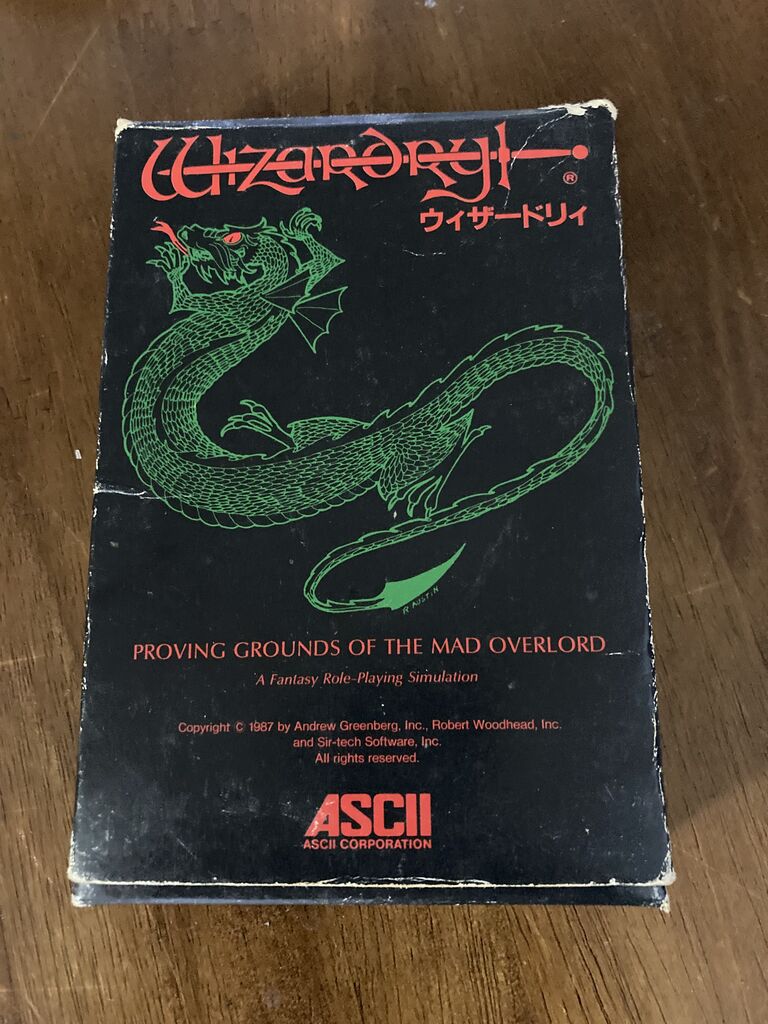 Wizardry
®
ウィザードリィ
R AUSTIN
PROVING GROUNDS OF THE MAD OVERLORD
A Fantasy Role-Playing Simulation
Copyright © 1987 by Andrew Greenberg, Inc., Robert Woodhead, Inc.
and Sir-tech Software, Inc.
All rights reserved.
ASCII
ASCII CORPORATION